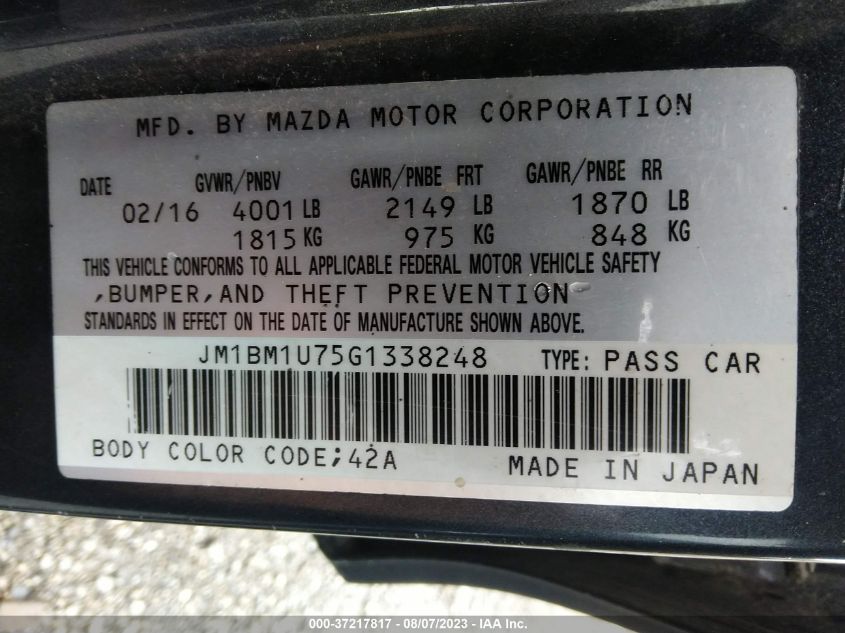 MFD. BY MAZDA MOTOR CORPORATION
DATE GVWR/PNBV GAWR/PNBE FRT GAWR/PNBE RR
02/16 4001 LB 2149 LB 1870 LB
1815 KG 975 KG 848 KG
THIS VEHICLE CONFORMS TO ALL APPLICABLE FEDERAL MOTOR VEHICLE SAFETY
,BUMPER,AND THEFT PREVENTION
STANDARDS IN EFFECT ON THE DATE OF MANUFACTURE SHOWN ABOVE.
JM1BM1U75G1338248 TYPE: PASS CAR
BODY COLOR CODE;42A MADE IN JAPAN
000-37217817 - 08/07/2023 - IAA Inc.